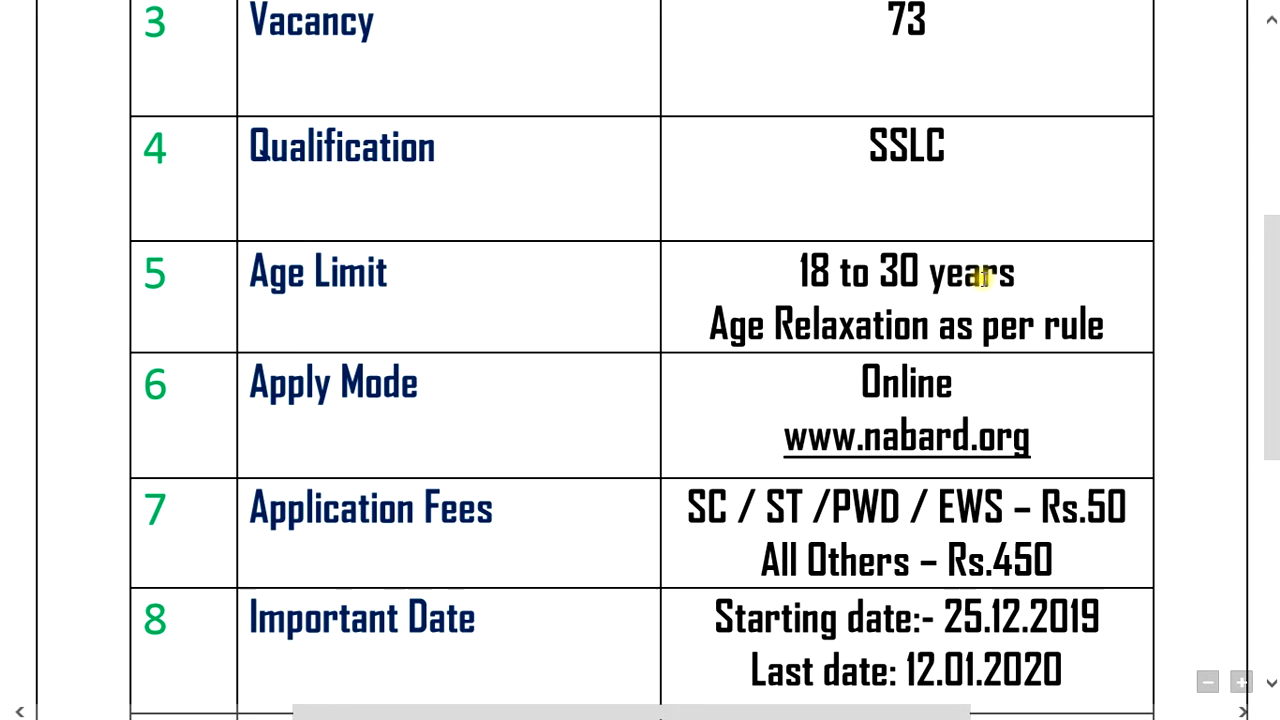 3 Vacancy 73
4 Qualification SSLC
5 Age Limit 18 to 30 years
Age Relaxation as per rule
6 Apply Mode Online
www.nabard.org
7 Application Fees SC / ST /PWD / EWS – Rs.50
All Others – Rs.450
8 Important Date Starting date:- 25.12.2019
Last date: 12.01.2020